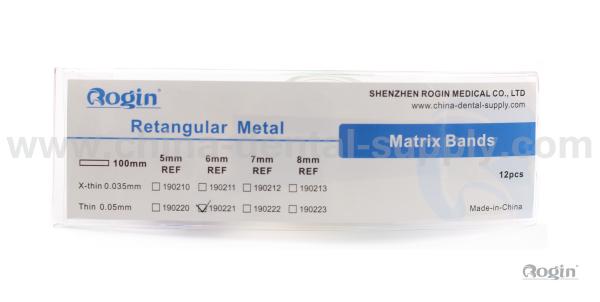 Rogin®
SHENZHEN ROGIN MEDICAL CO., LTD
www.china-dental-supply.com
Retangular Metal
Matrix Bands
100mm 5mm REF 6mm REF 7mm REF 8mm REF
12pcs
X-thin 0.035mm 190210 190211 190212 190213
Thin 0.05mm 190220 190221 190222 190223
Made-in-China
www.china-dental-supply.com
Rogin®